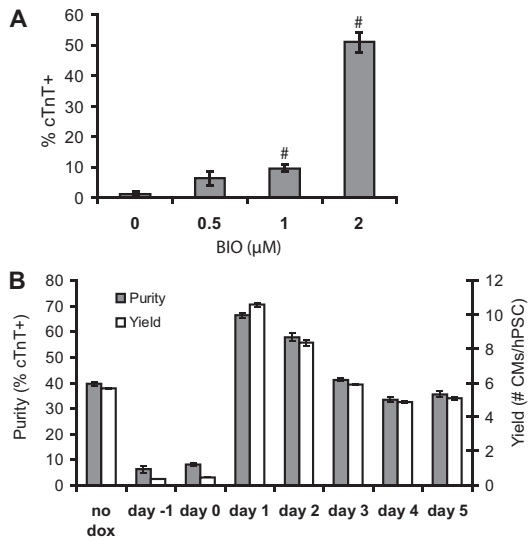 A
60
50
40
30
20
10
0
% cTnT+
#
#
0 0.5 1 2
BIO (µM)
B
80
70
60
50
40
30
20
10
0
Purity (% cTnT+)
Purity
Yield
12
10
8
6
4
2
0
Yield (# CMs/hPSC)
no dox day -1 day 0 day 1 day 2 day 3 day 4 day 5